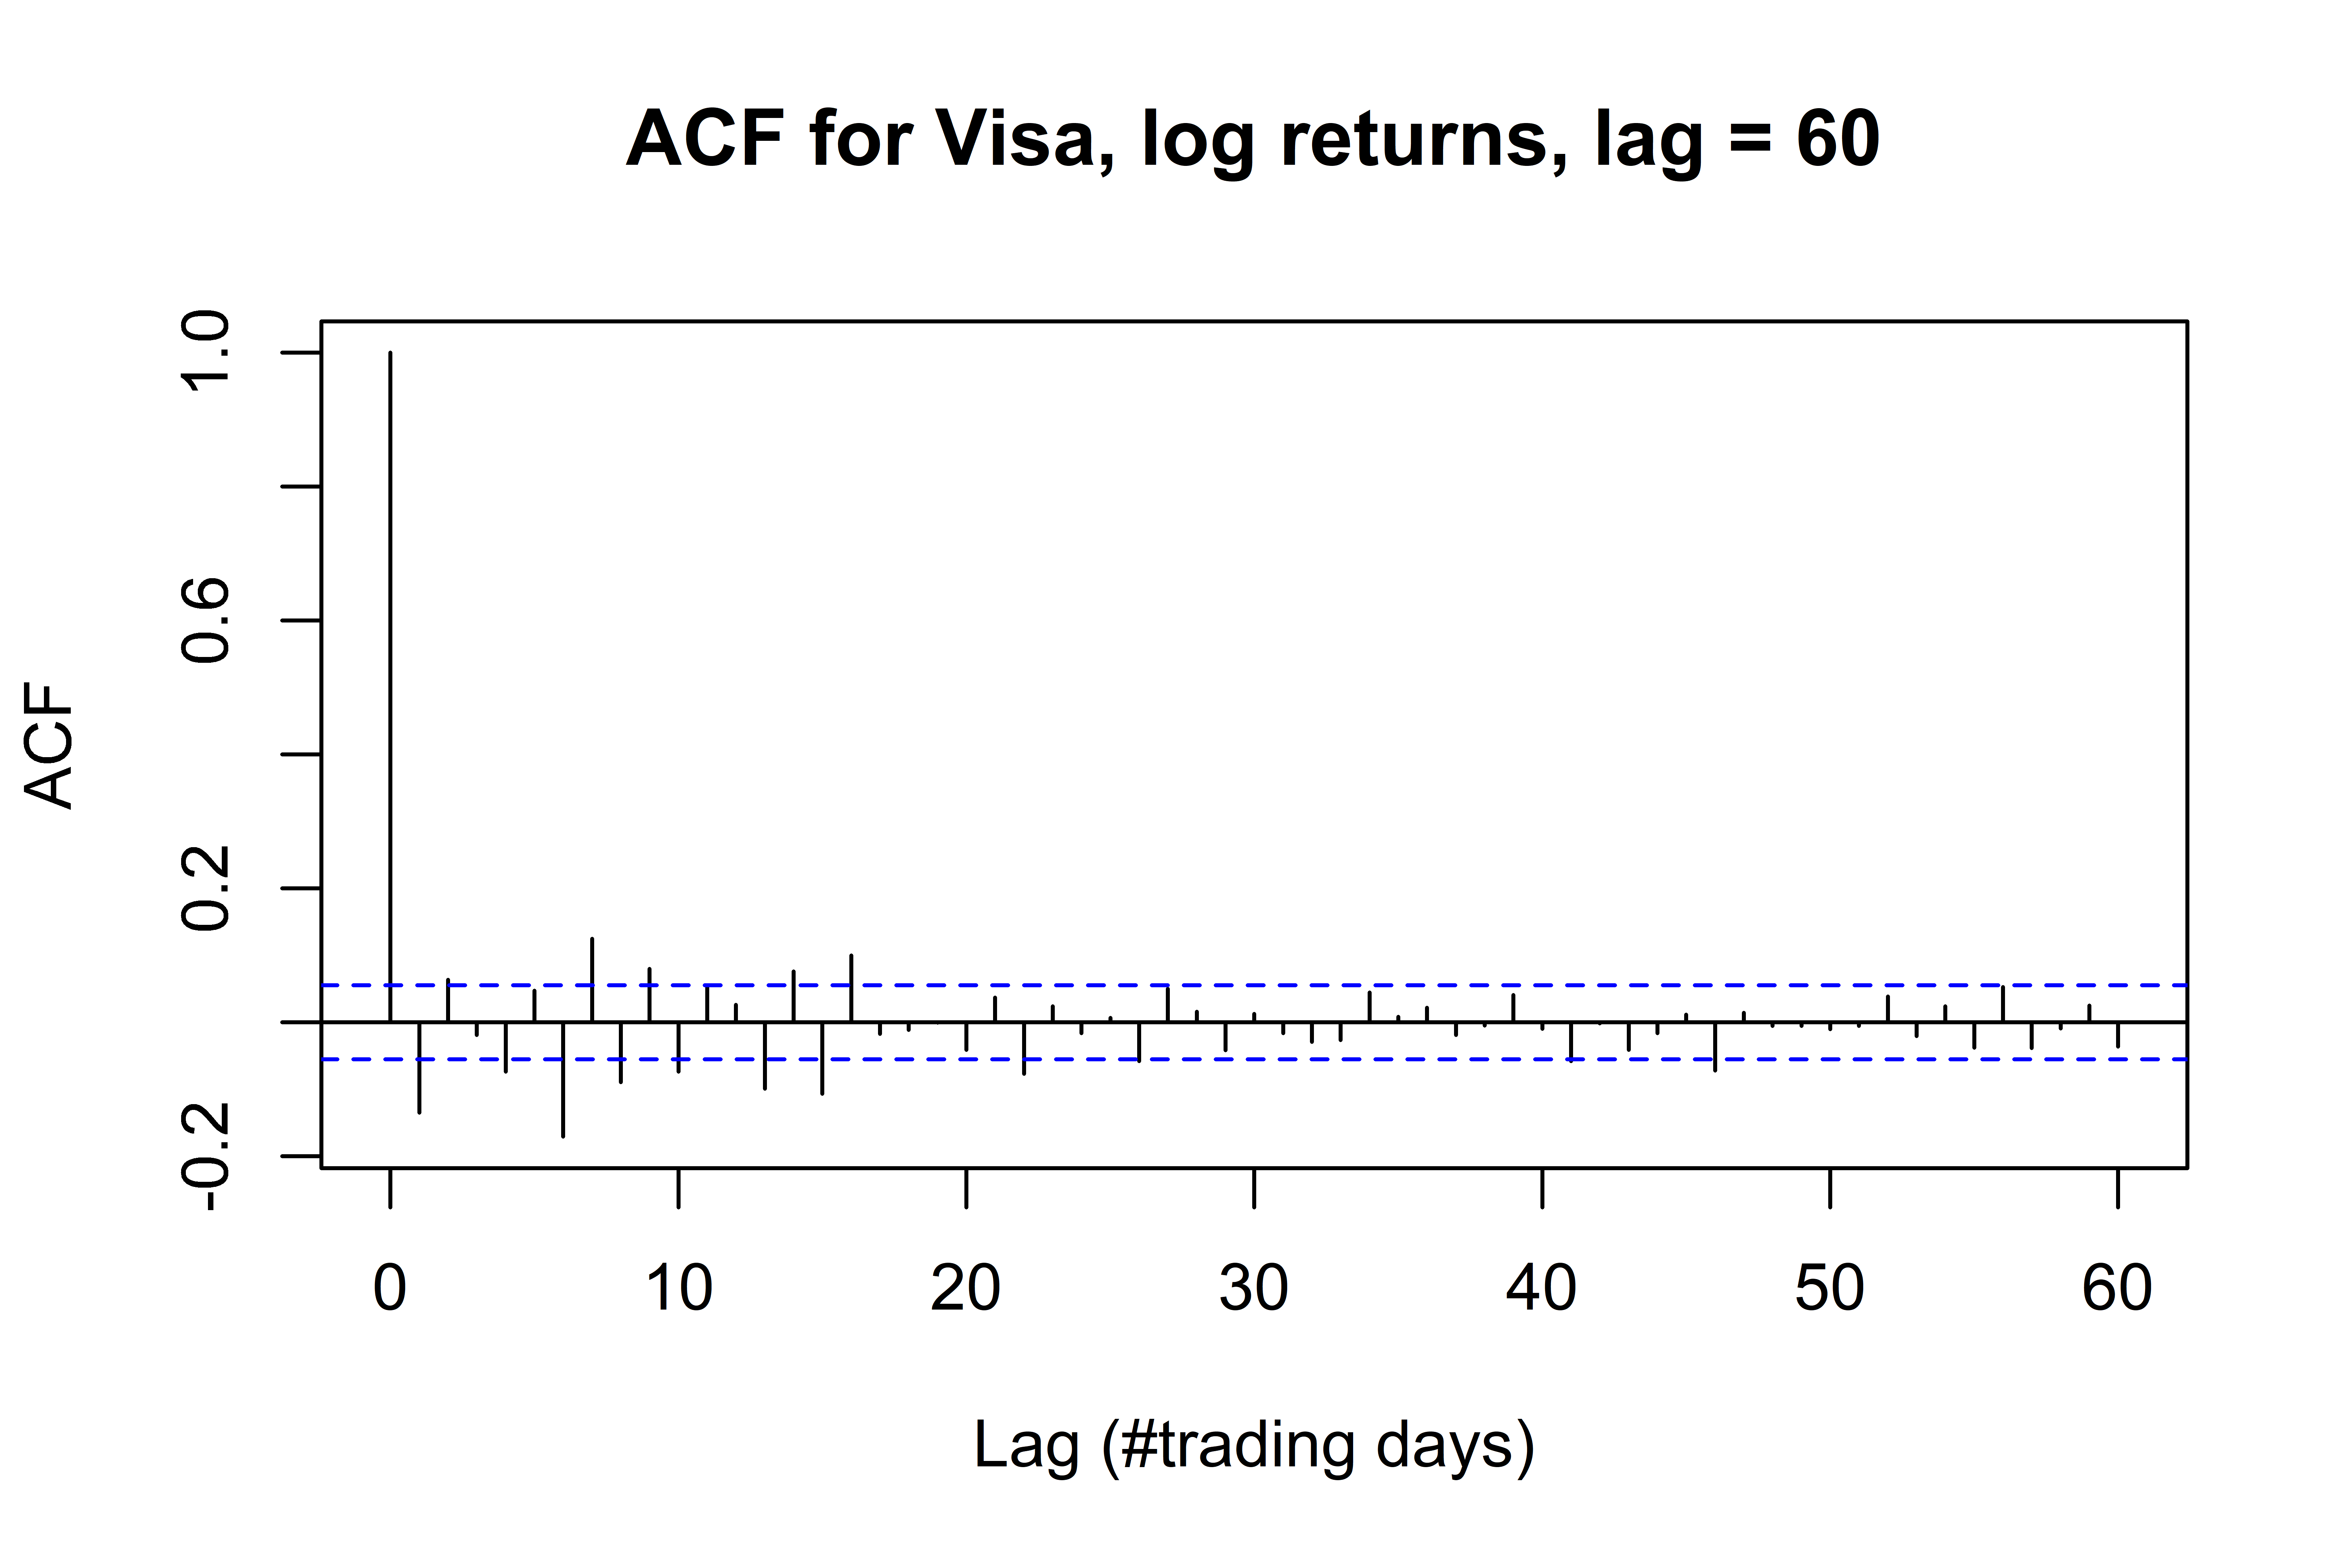 ACF for Visa, log returns, lag = 60
ACF
1.0
0.6
0.2
-0.2
0 10 20 30 40 50 60
Lag (#trading days)